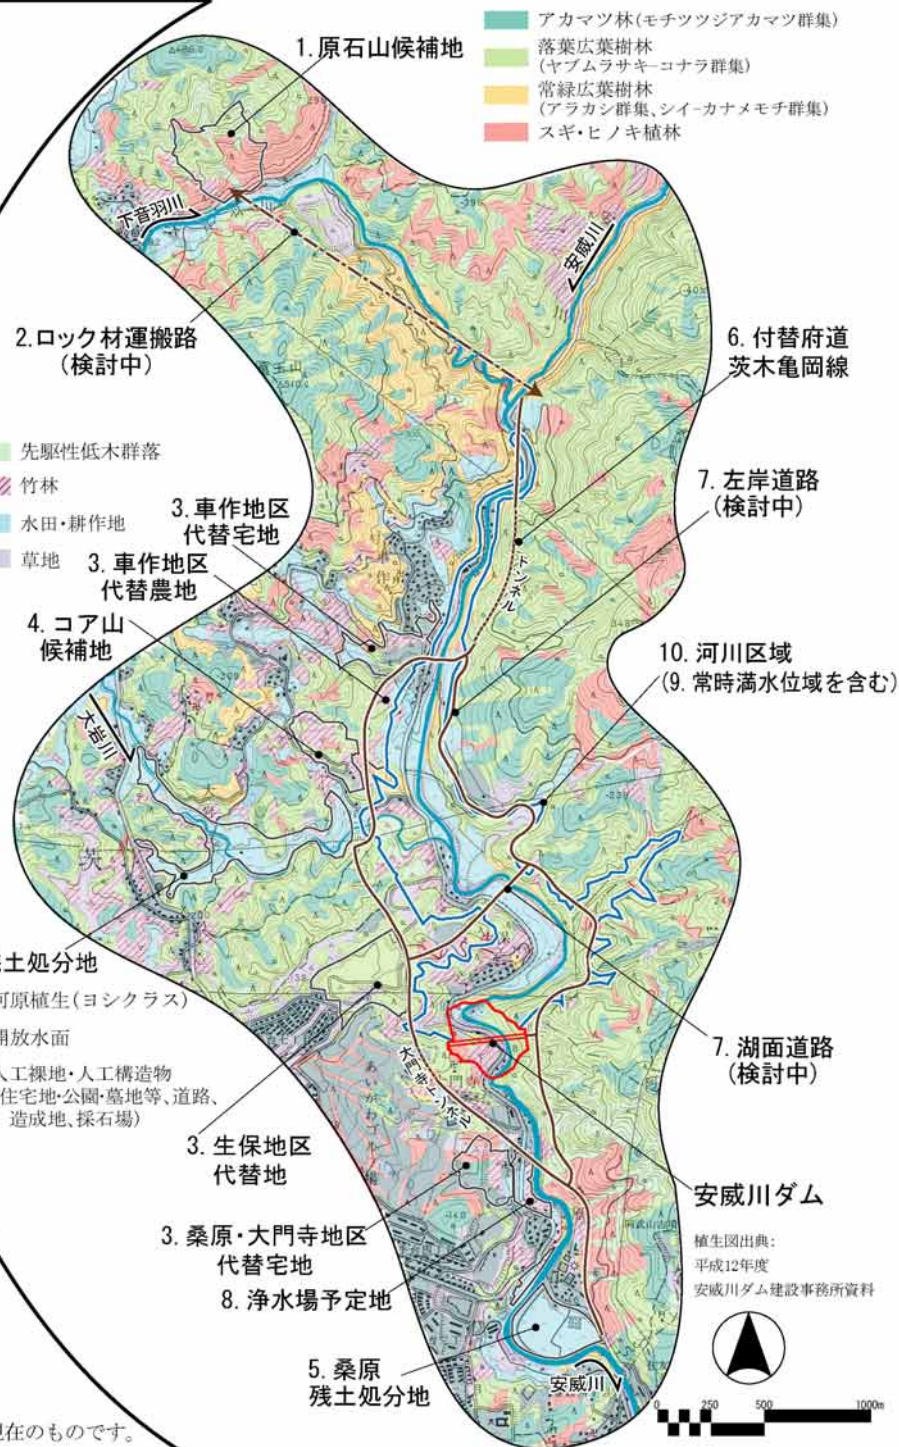 アカマツ林(モチツツジアカマツ群集)
落葉広葉樹林
(ヤブムラサキ-コナラ群集)
常緑広葉樹林
(アラカシ群集、シイ-カナメモチ群集)
スギ・ヒノキ植林
1.原石山候補地
下音羽川
安威川
2.ロック材運搬路
(検討中)
6.付替府道
茨木亀岡線
先駆性低木群落
竹林
水田・耕作地
草地
3.車作地区
代替宅地
3.車作地区
代替農地
7.左岸道路
(検討中)
トンネル
4.コア山
候補地
10.河川区域
(9.常時満水位域を含む)
大岩川
土処分地
河原植生(ヨシクラス)
開放水面
人工裸地・人工構造物
住宅地・公園・墓地等、道路、
造成地、採石場)
7.湖面道路
(検討中)
大門寺トンネル
3.生保地区
代替地
安威川ダム
3.桑原・大門寺地区
代替宅地
8.浄水場予定地
植生図出典:
平成12年度
安威川ダム建設事務所資料
5.桑原
残土処分地
安威川
0 250 500 1000m
現在のものです。